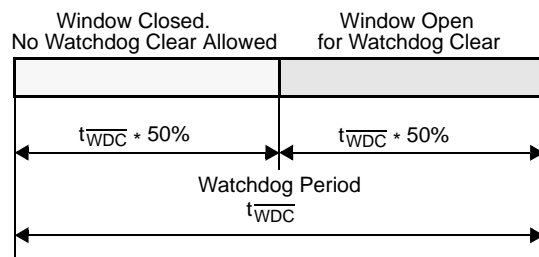 Window Closed.
No Watchdog Clear Allowed
Window Open
for Watchdog Clear
tWDC * 50%
tWDC * 50%
Watchdog Period
tWDC